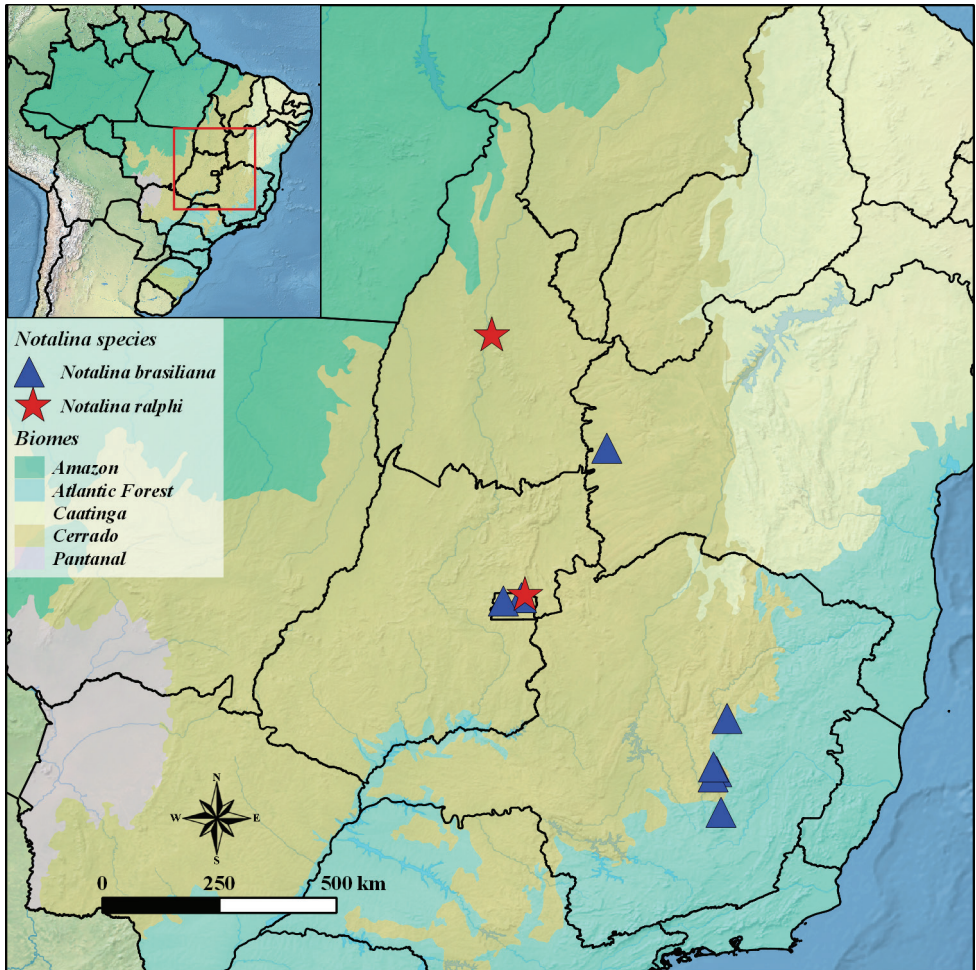 Notalina species
Notalina brasiliana
Notalina ralphi
Biomes
Amazon
Atlantic Forest
Caatinga
Cerrado
Pantanal
N
W E
S
0 250 500 km